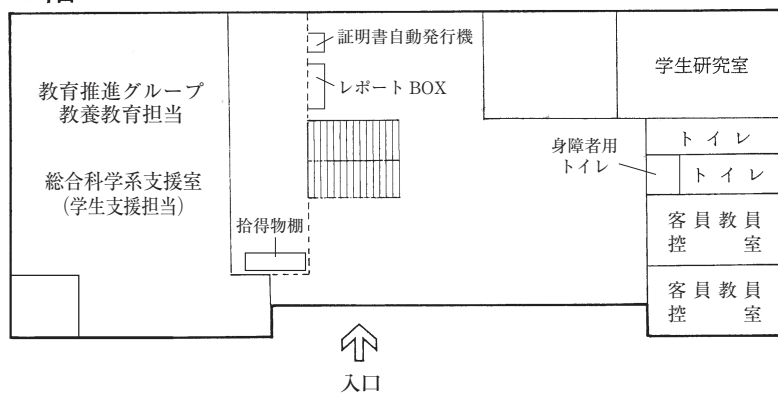 証明書自動発行機
レポート BOX
教育推進グループ
教養教育担当
総合科学系支援室
(学生支援担当)
拾得物棚
学生研究室
身障者用
トイレ
トイレ
トイレ
客員教員
控室
客員教員
控室
入口